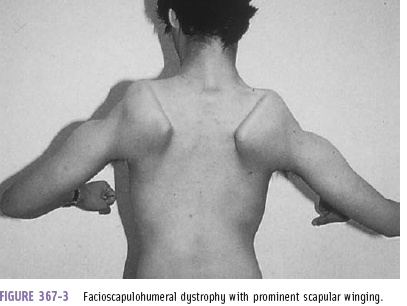 FIGURE 367-3 Facioscapulohumeral dystrophy with prominent scapular winging.